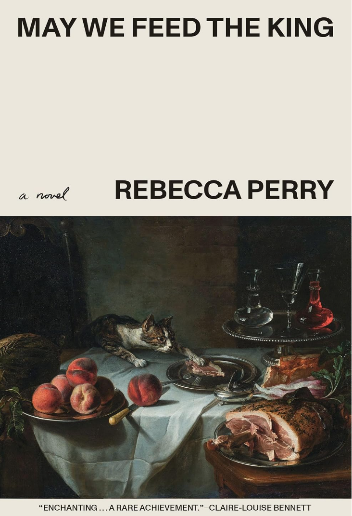 MAY WE FEED THE KING
a novel
REBECCA PERRY
"ENCHANTING ... A RARE ACHIEVEMENT." CLAIRE-LOUISE BENNETT